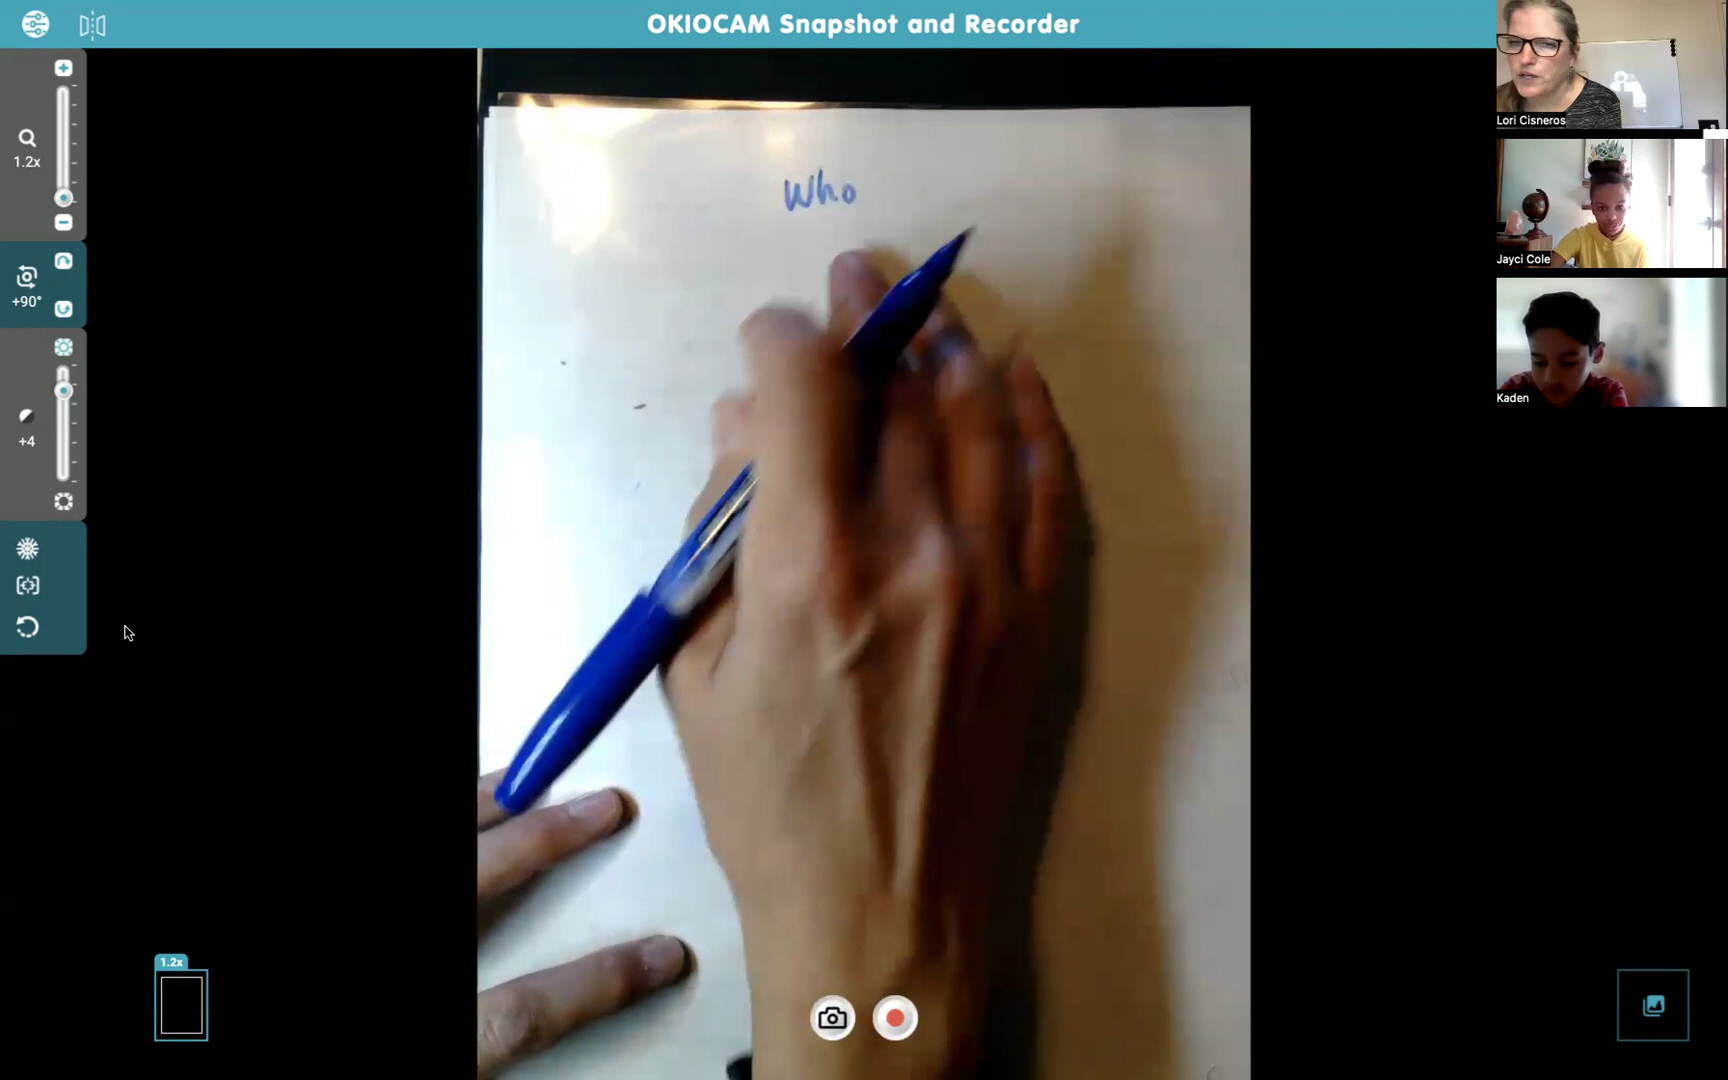 OKIOCAM Snapshot and Recorder
1.2x
+90°
+4
1.2x
Who
Lori Cisneros
Jayci Cole
Kaden